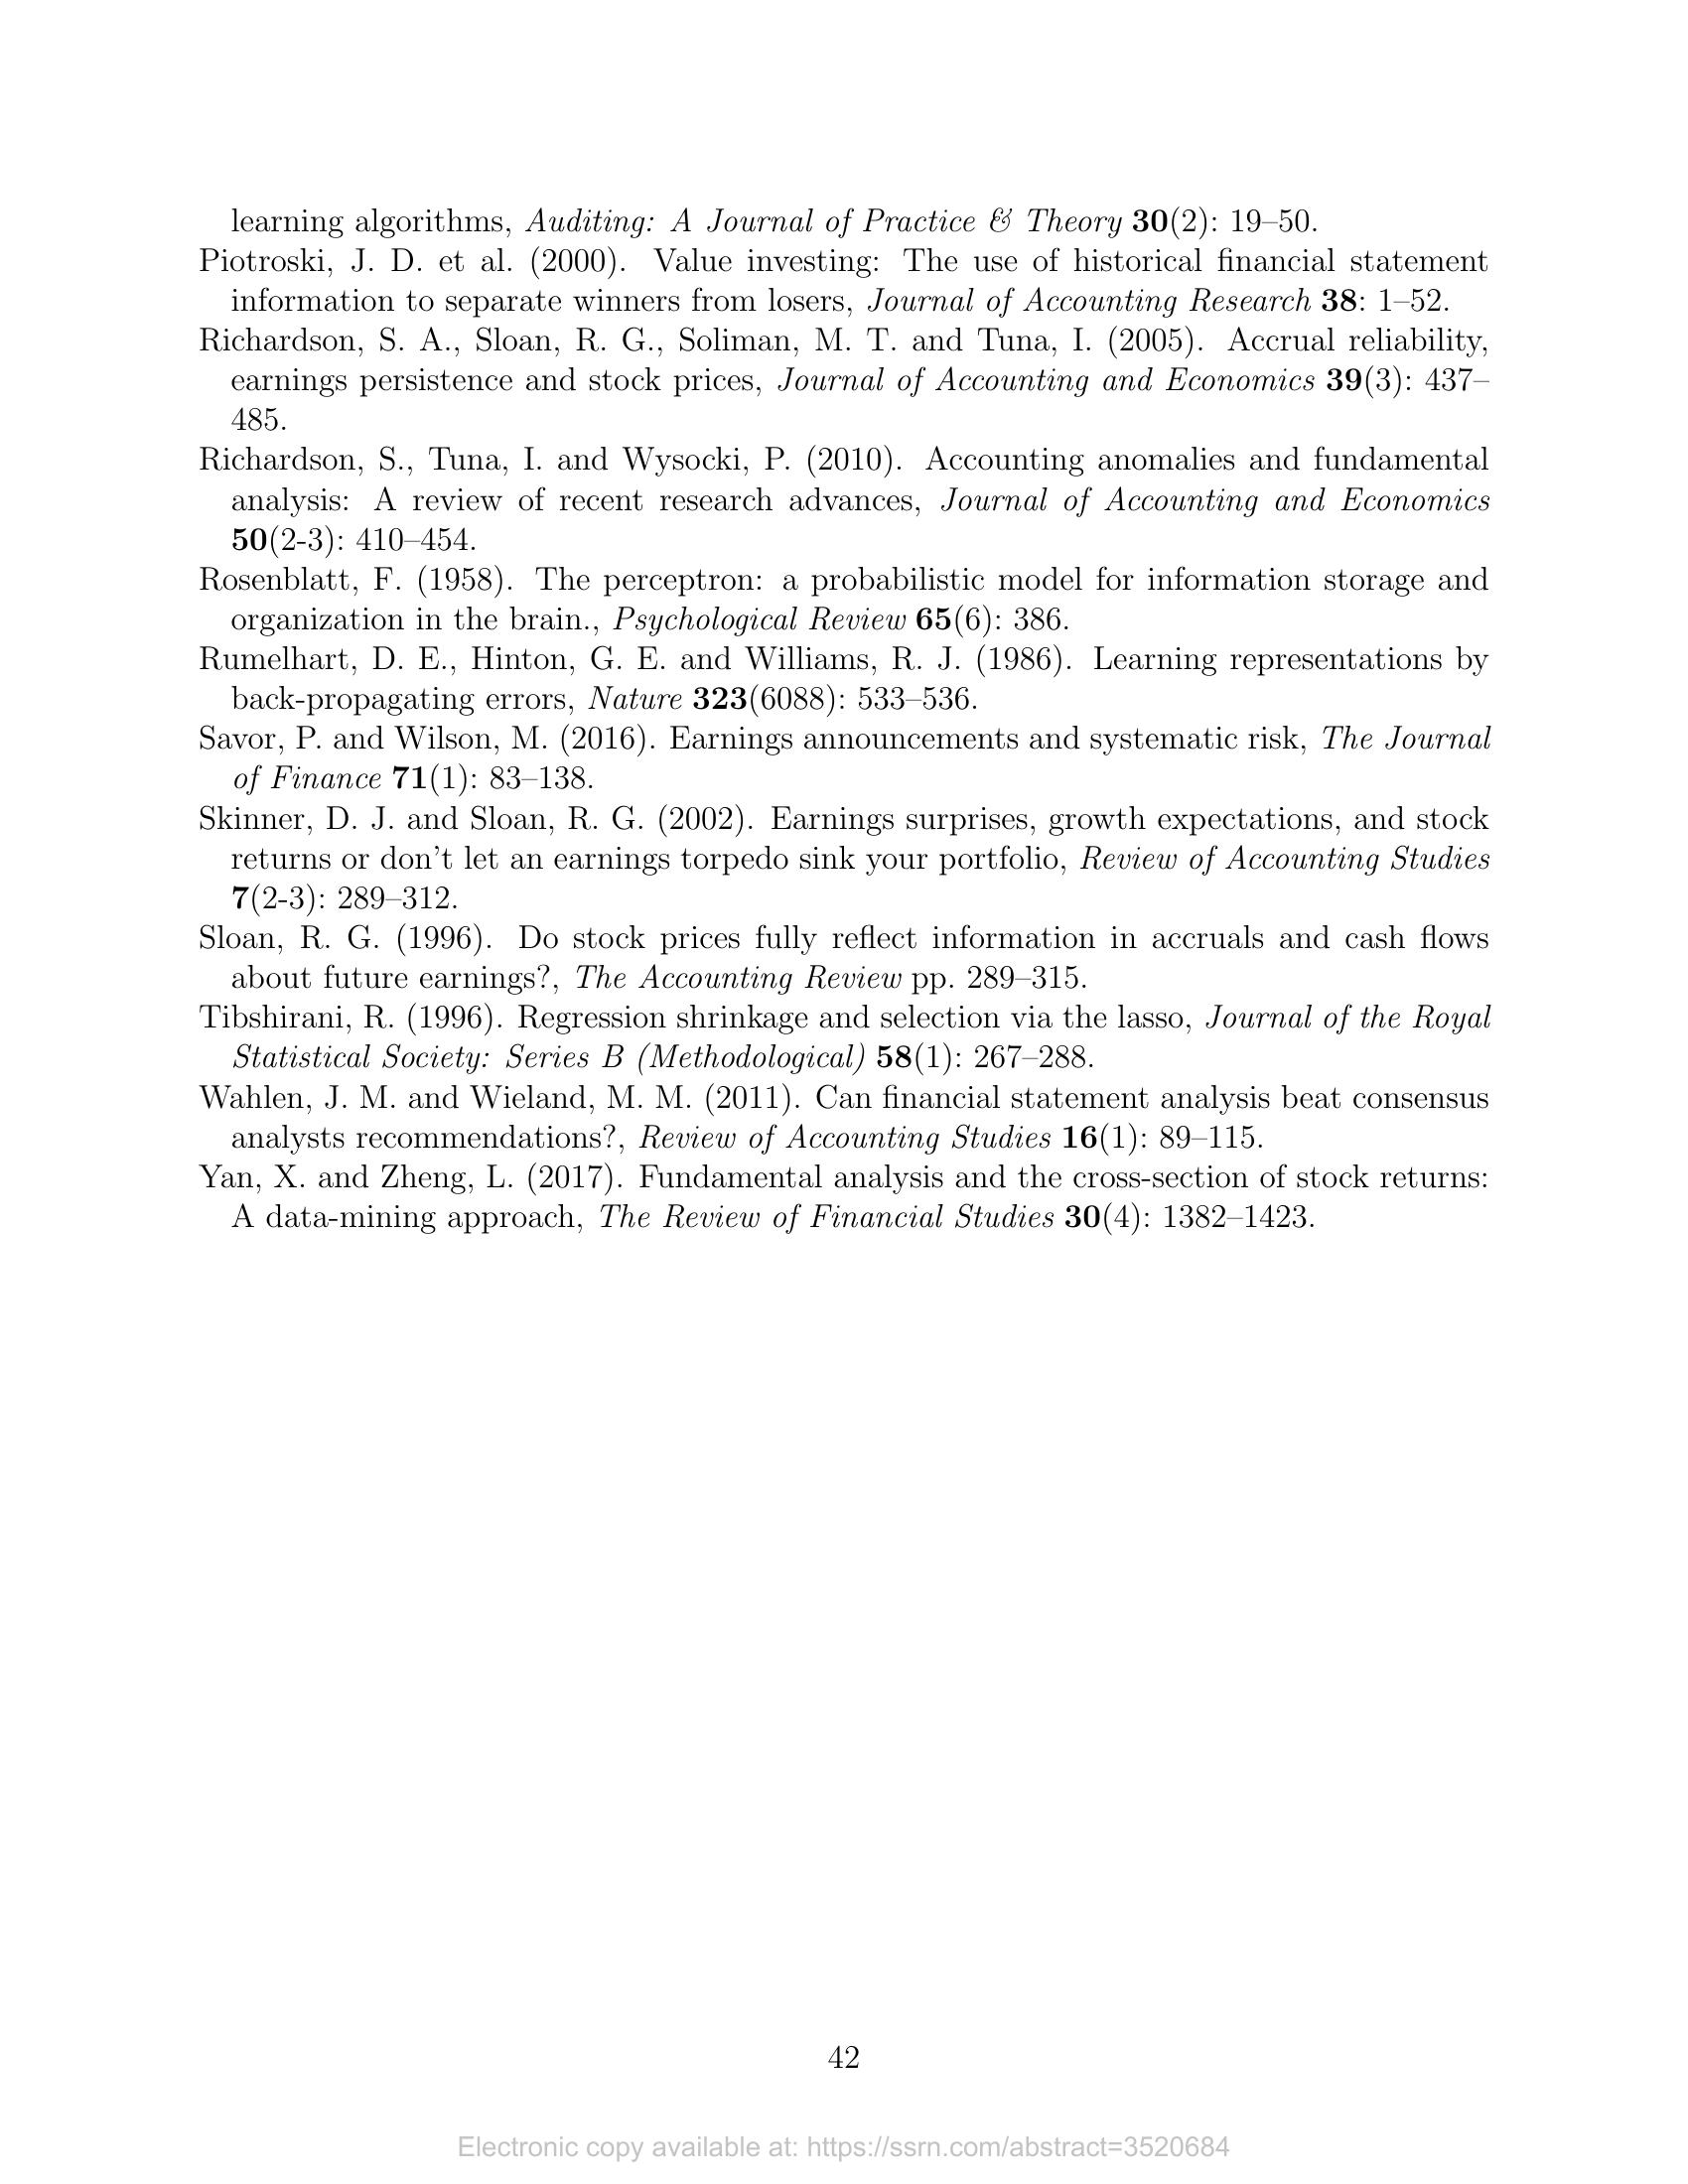 learning algorithms, Auditing: A Journal of Practice & Theory 30(2): 19–50.
Piotroski, J. D. et al. (2000). Value investing: The use of historical financial statement
information to separate winners from losers, Journal of Accounting Research 38: 1–52.
Richardson, S. A., Sloan, R. G., Soliman, M. T. and Tuna, I. (2005). Accrual reliability,
earnings persistence and stock prices, Journal of Accounting and Economics 39(3): 437–
485.
Richardson, S., Tuna, I. and Wysocki, P. (2010). Accounting anomalies and fundamental
analysis: A review of recent research advances, Journal of Accounting and Economics
50(2-3): 410–454.
Rosenblatt, F. (1958). The perceptron: a probabilistic model for information storage and
organization in the brain., Psychological Review 65(6): 386.
Rumelhart, D. E., Hinton, G. E. and Williams, R. J. (1986). Learning representations by
back-propagating errors, Nature 323(6088): 533–536.
Savor, P. and Wilson, M. (2016). Earnings announcements and systematic risk, The Journal
of Finance 71(1): 83–138.
Skinner, D. J. and Sloan, R. G. (2002). Earnings surprises, growth expectations, and stock
returns or don't let an earnings torpedo sink your portfolio, Review of Accounting Studies
7(2-3): 289–312.
Sloan, R. G. (1996). Do stock prices fully reflect information in accruals and cash flows
about future earnings?, The Accounting Review pp. 289–315.
Tibshirani, R. (1996). Regression shrinkage and selection via the lasso, Journal of the Royal
Statistical Society: Series B (Methodological) 58(1): 267–288.
Wahlen, J. M. and Wieland, M. M. (2011). Can financial statement analysis beat consensus
analysts recommendations?, Review of Accounting Studies 16(1): 89–115.
Yan, X. and Zheng, L. (2017). Fundamental analysis and the cross-section of stock returns:
A data-mining approach, The Review of Financial Studies 30(4): 1382–1423.
42
Electronic copy available at: https://ssrn.com/abstract=3520684